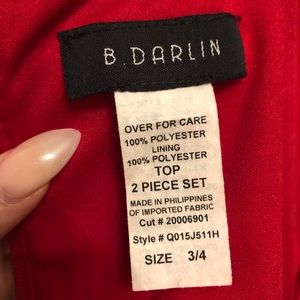 B. DARLIN
OVER FOR CARE
100% POLYESTER
LINING
100% POLYESTER
TOP
2 PIECE SET
MADE IN PHILIPPINES
OF IMPORTED FABRIC
Cut # 20006901
Style # Q015J511H
SIZE 3/4